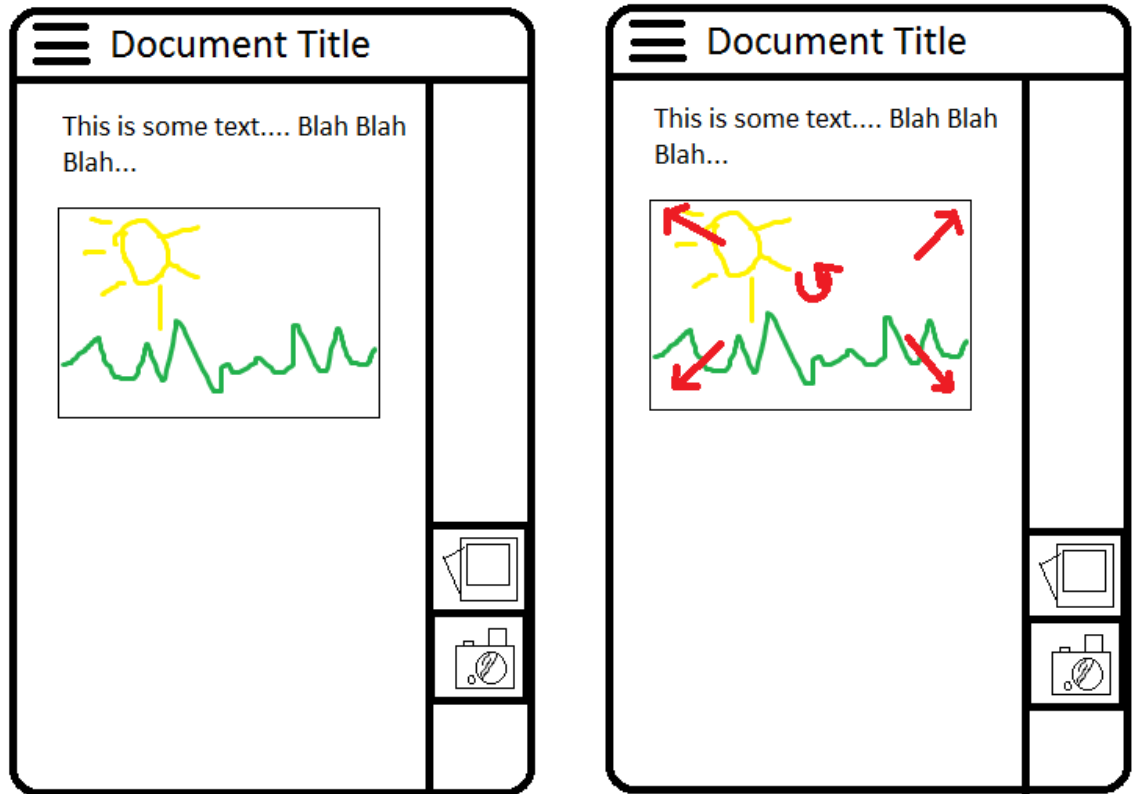 Document Title
This is some text.... Blah Blah
Blah...
Document Title
This is some text.... Blah Blah
Blah...